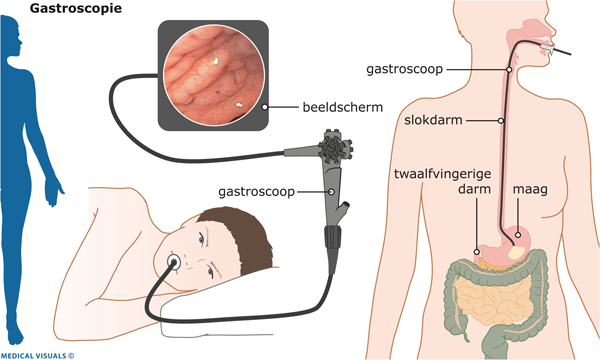 Gastroscopie
beeldscherm
gastroscoop
gastroscoop
slokdarm
twaalfvingerige
darm
maag
MEDICAL VISUALS ©